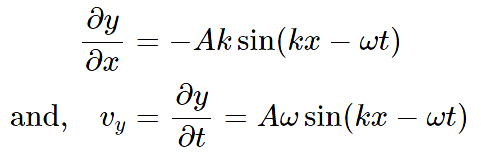 ∂y/∂x = −Ak sin(kx − ωt)
and, v_y = ∂y/∂t = Aω sin(kx − ωt)